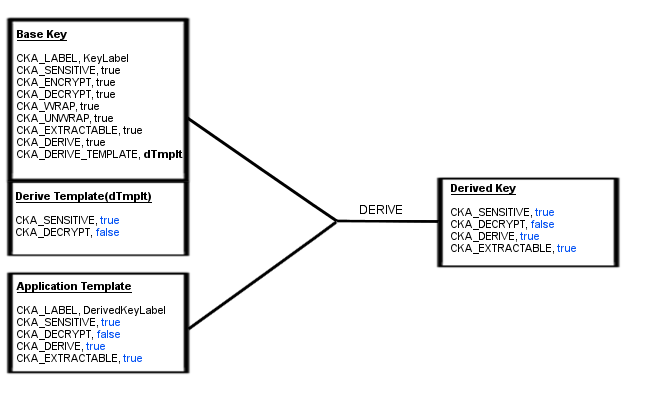 Base Key
CKA_LABEL, KeyLabel
CKA_SENSITIVE, true
CKA_ENCRYPT, true
CKA_DECRYPT, true
CKA_WRAP, true
CKA_UNWRAP, true
CKA_EXTRACTABLE, true
CKA_DERIVE, true
CKA_DERIVE_TEMPLATE, dTmplt
Derive Template(dTmplt)
CKA_SENSITIVE, true
CKA_DECRYPT, false
Application Template
CKA_LABEL, DerivedKeyLabel
CKA_SENSITIVE, true
CKA_DECRYPT, false
CKA_DERIVE, true
CKA_EXTRACTABLE, true
DERIVE
Derived Key
CKA_SENSITIVE, true
CKA_DECRYPT, false
CKA_DERIVE, true
CKA_EXTRACTABLE, true